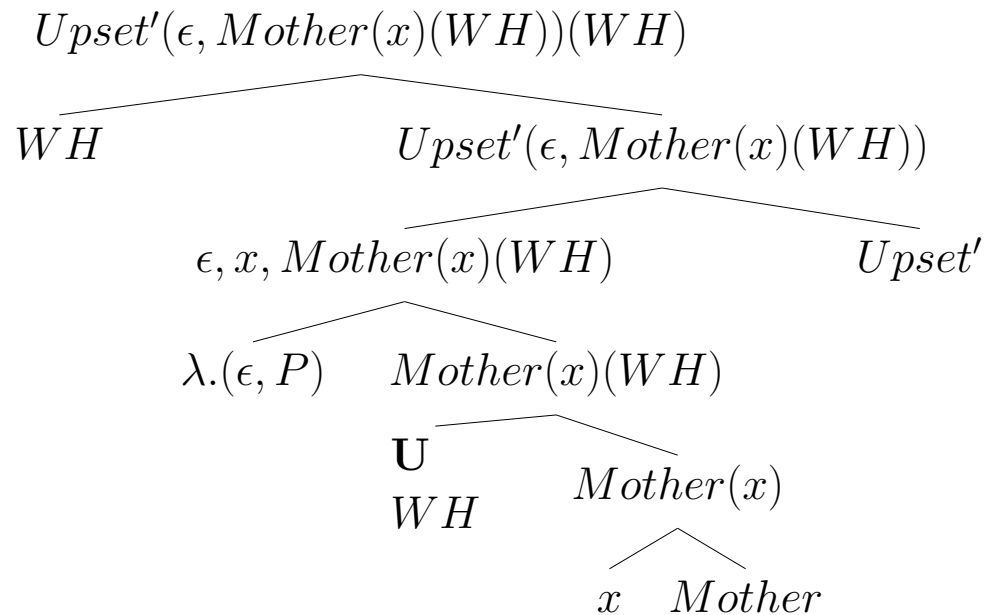 Upset′(ϵ, Mother(x)(WH))(WH)
WH Upset′(ϵ, Mother(x)(WH))
ϵ, x, Mother(x)(WH) Upset′
λ.(ϵ, P) Mother(x)(WH)
U
WH Mother(x)
x Mother